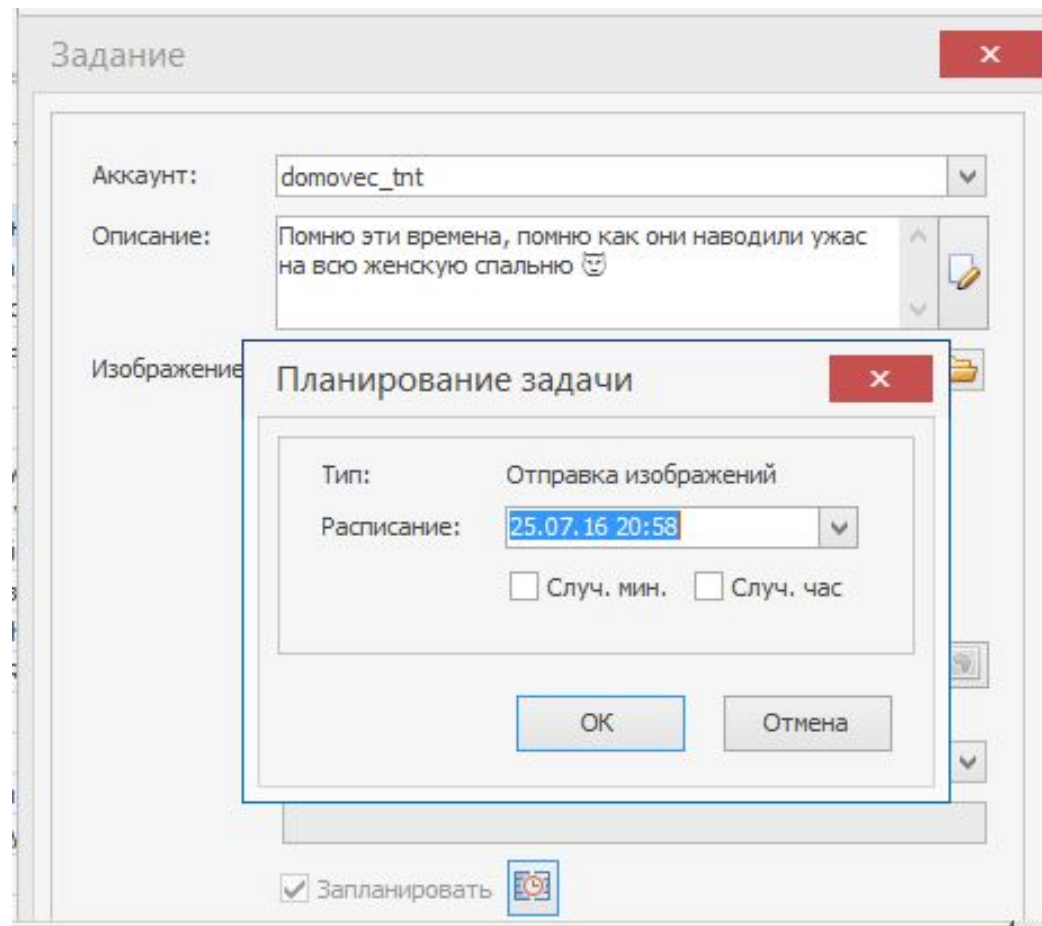 Задание
Аккаунт:
domovec_tnt
Описание:
Помню эти времена, помню как они наводили ужас
на всю женскую спальню 😈
Изображение
Планирование задачи
Тип:
Отправка изображений
Расписание:
25.07.16 20:58
Случ. мин.
Случ. час
ОК
Отмена
Запланировать